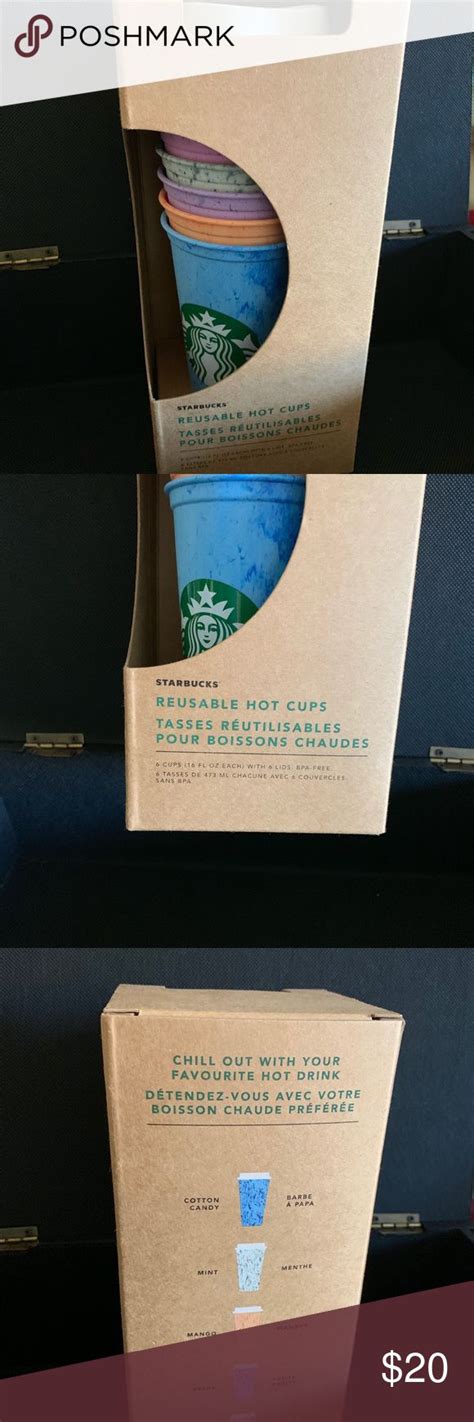 POSHMARK
STARBUCKS
REUSABLE HOT CUPS
TASSES RÉUTILISABLES
POUR BOISSONS CHAUDES
STARBUCKS
REUSABLE HOT CUPS
TASSES RÉUTILISABLES
POUR BOISSONS CHAUDES
6 CUPS (16 FL OZ EACH) WITH 6 LIDS. BPA-FREE.
6 TASSES DE 473 ML CHACUNE AVEC 6 COUVERCLES.
SANS BPA
CHILL OUT WITH YOUR
FAVOURITE HOT DRINK
DÉTENDEZ-VOUS AVEC VOTRE
BOISSON CHAUDE PRÉFÉRÉE
COTTON
CANDY
BARBE
À PAPA
MINT
MENTHE
MANGO
$20